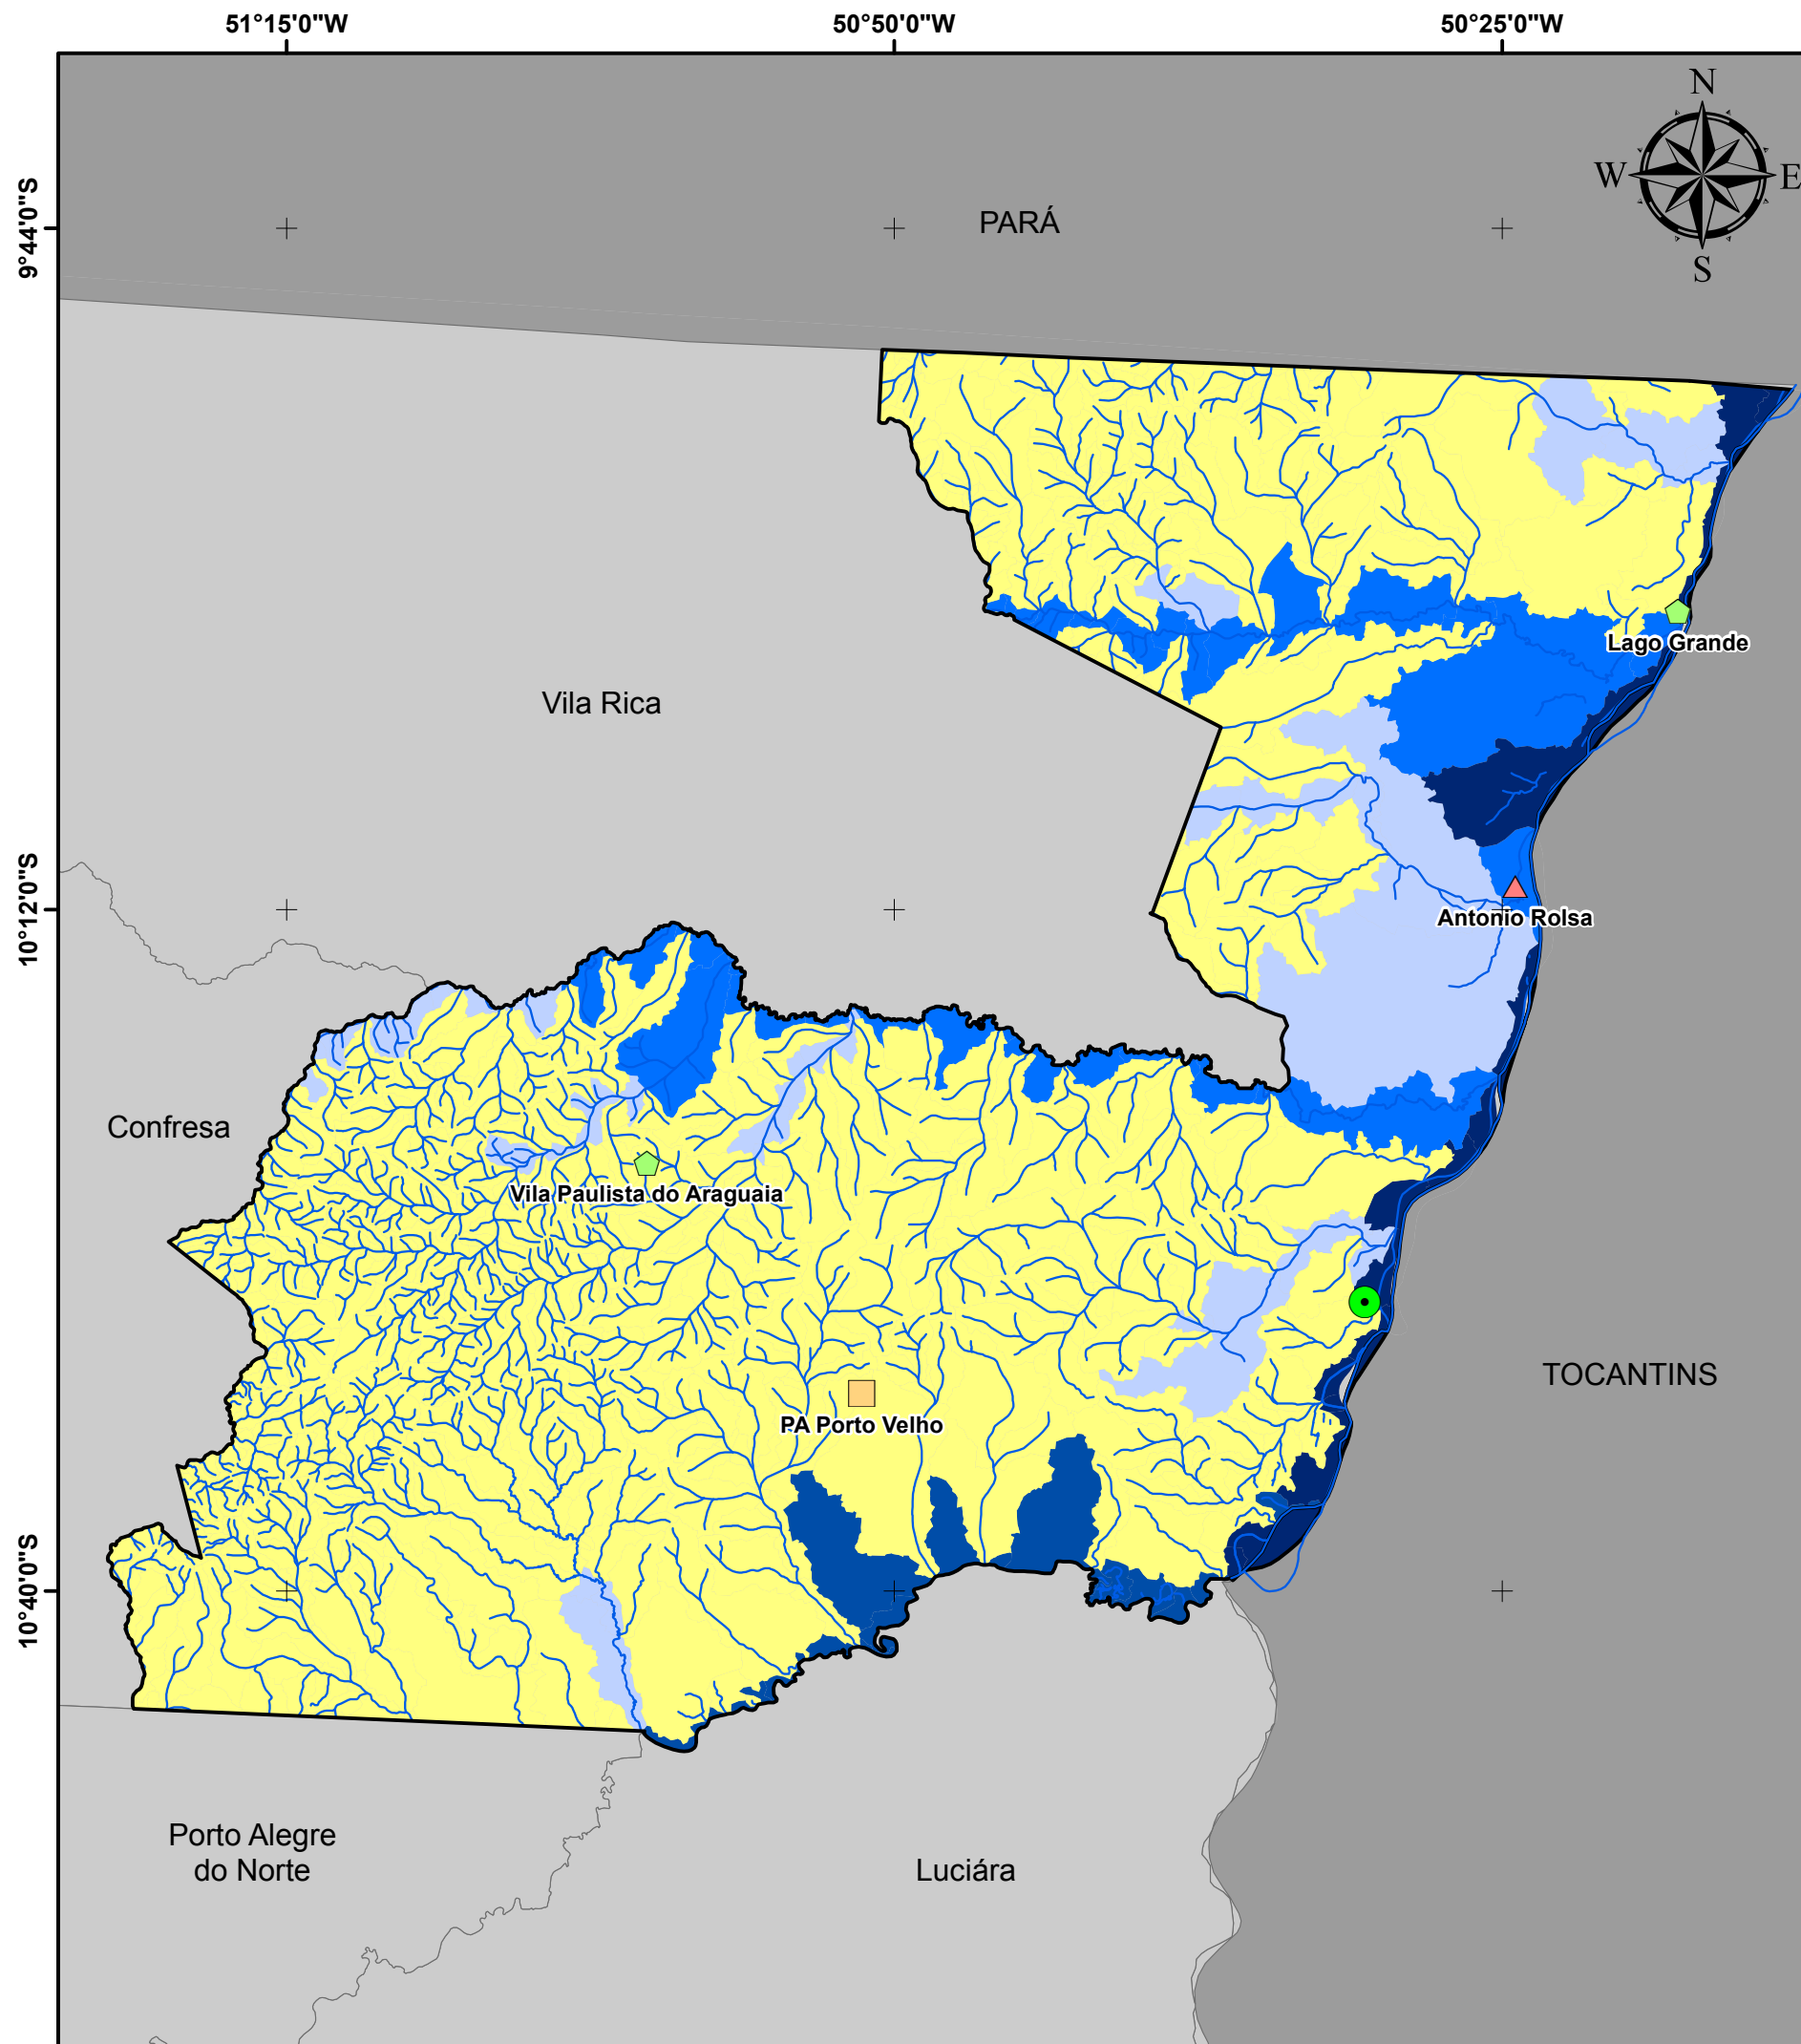 51°15'0"W
50°50'0"W
50°25'0"W
N
W
E
S
9°44'0"S
PARÁ
Lago Grande
Vila Rica
10°12'0"S
Antonio Rolsa
Confresa
Vila Paulista do Araguaia
TOCANTINS
PA Porto Velho
10°40'0"S
Porto Alegre
do Norte
Luciára